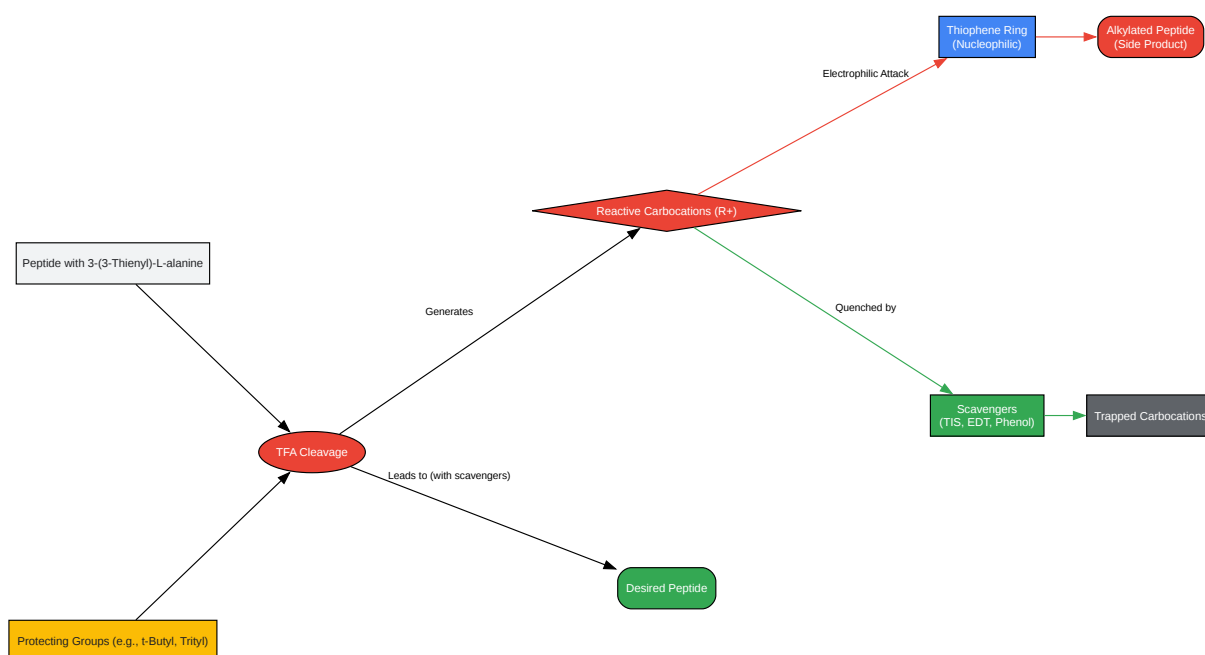 Thiophene Ring
(Nucleophilic)
Alkylated Peptide
(Side Product)
Electrophilic Attack
Reactive Carbocations (R+)
Peptide with 3-(3-Thienyl)-L-alanine
Generates
Quenched by
Scavengers
(TIS, EDT, Phenol)
Trapped Carbocations
TFA Cleavage
Leads to (with scavengers)
Desired Peptide
Protecting Groups (e.g., t-Butyl, Trityl)